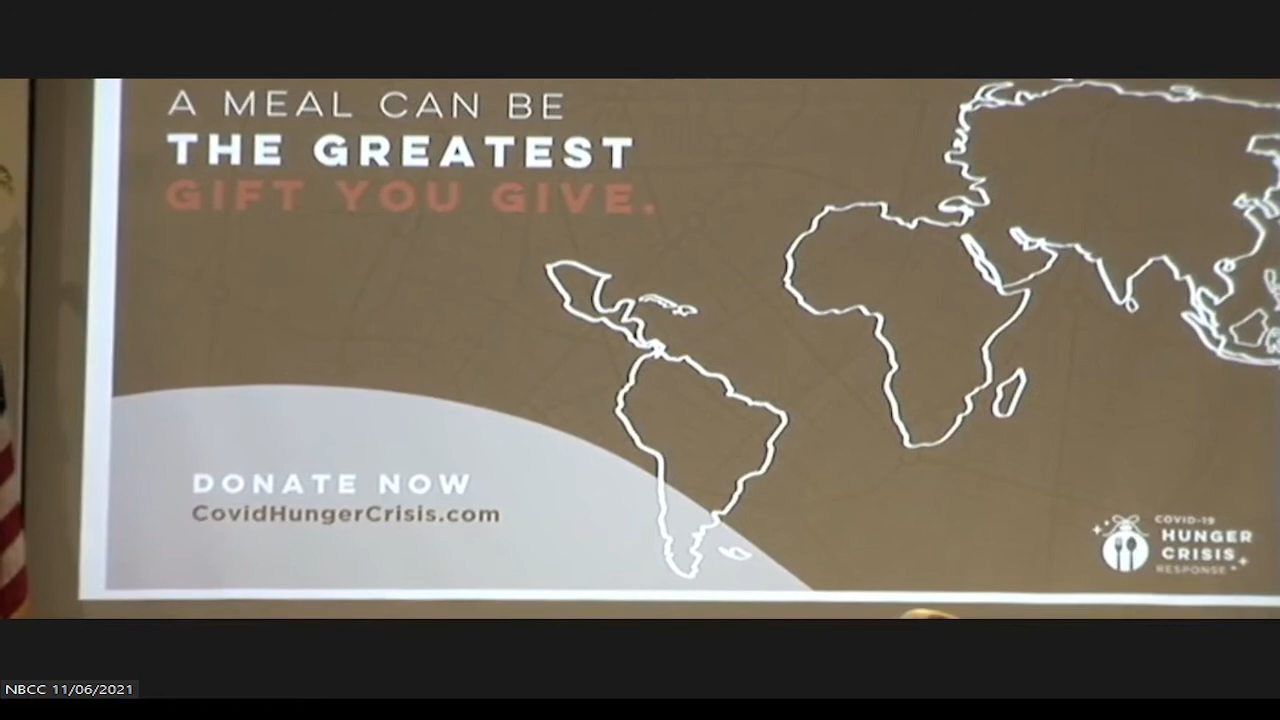 A MEAL CAN BE
THE GREATEST
GIFT YOU GIVE.
DONATE NOW
CovidHungerCrisis.com
COVID-19
HUNGER
CRISIS
RESPONSE
NBCC 11/06/2021